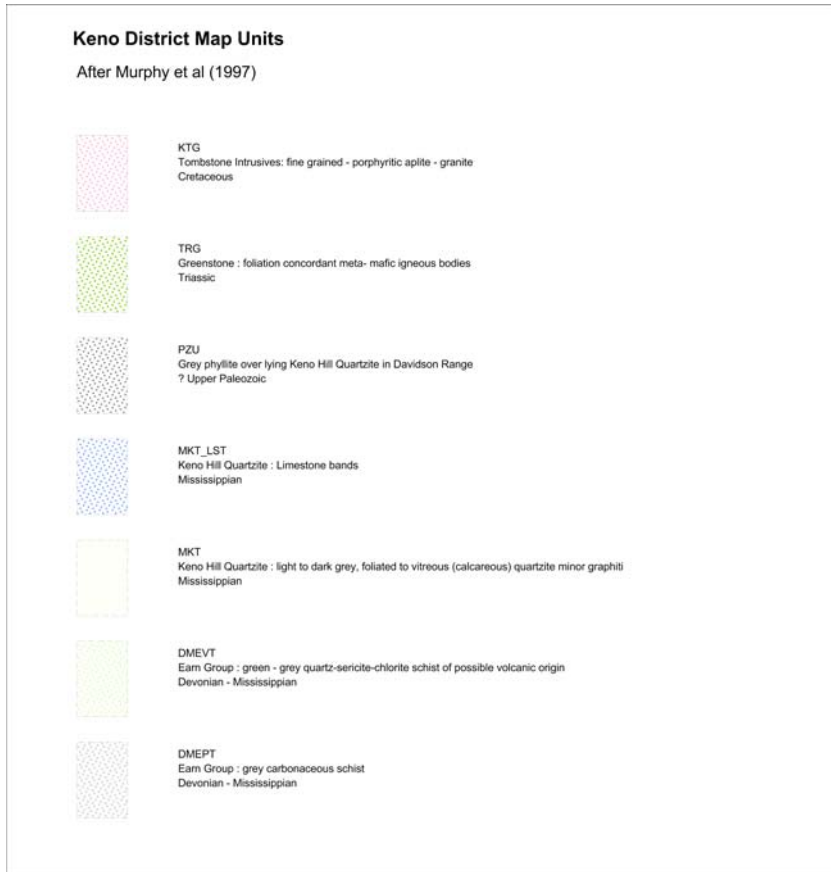 Keno District Map Units
After Murphy et al (1997)
KTG
Tombstone Intrusives: fine grained - porphyritic aplite - granite
Cretaceous
TRG
Greenstone : foliation concordant meta- mafic igneous bodies
Triassic
PZU
Grey phyllite over lying Keno Hill Quartzite in Davidson Range
? Upper Paleozoic
MKT_LST
Keno Hill Quartzite : Limestone bands
Mississippian
MKT
Keno Hill Quartzite : light to dark grey, foliated to vitreous (calcareous) quartzite minor graphiti
Mississippian
DMEVT
Earn Group : green - grey quartz-sericite-chlorite schist of possible volcanic origin
Devonian - Mississippian
DMEPT
Earn Group : grey carbonaceous schist
Devonian - Mississippian